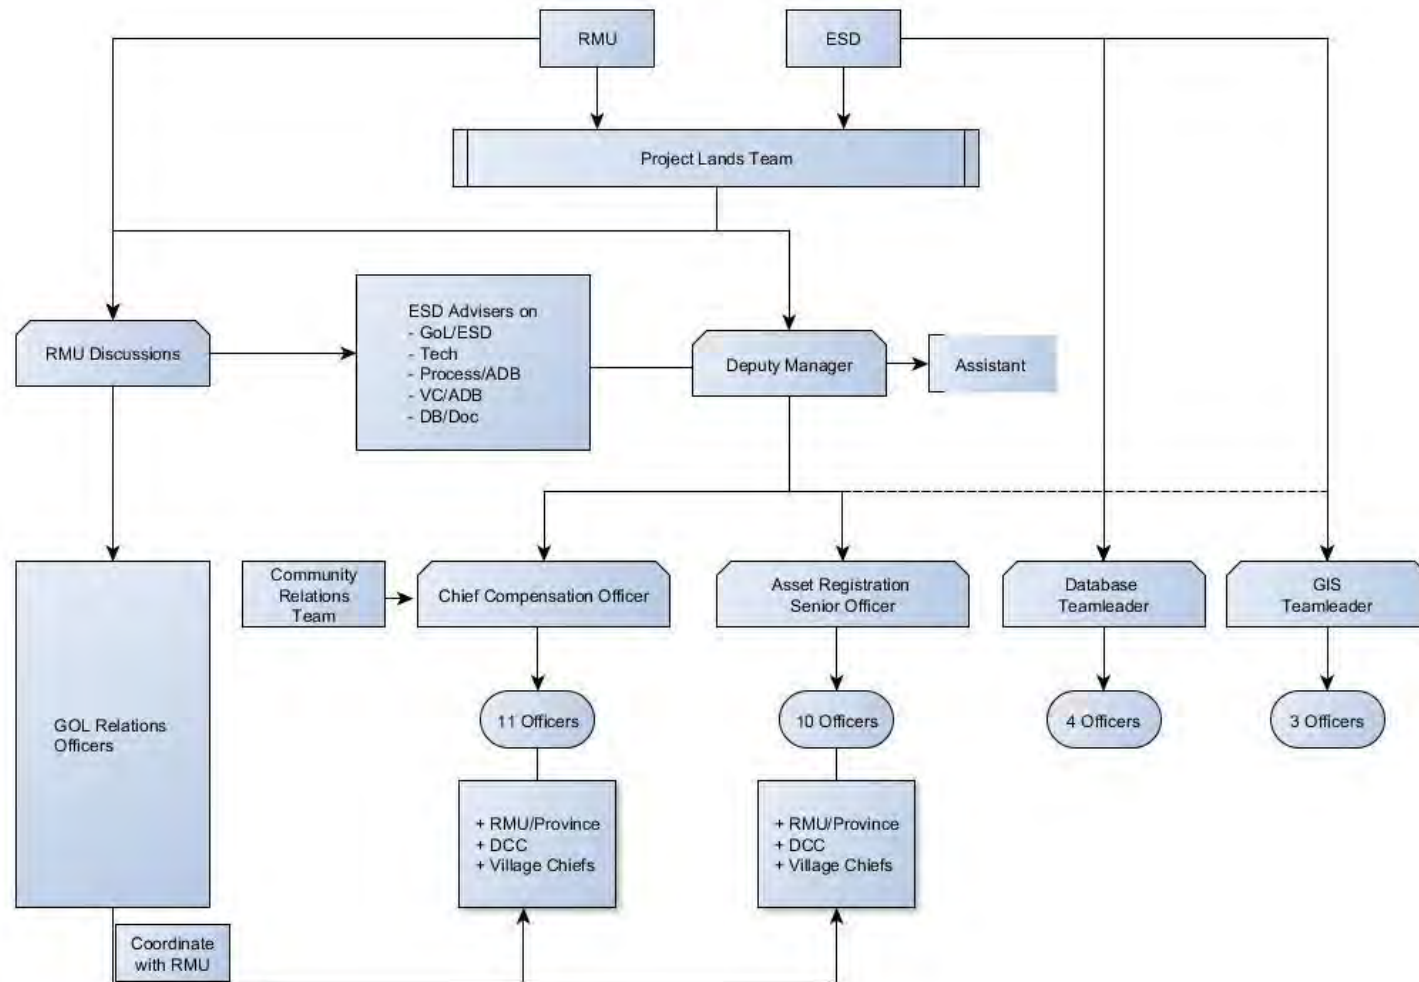 RMU
ESD
Project Lands Team
ESD Advisers on
- GoL/ESD
- Tech
- Process/ADB
- VC/ADB
- DB/Doc
RMU Discussions
Deputy Manager
Assistant
Community
Relations
Team
Chief Compensation Officer
Asset Registration
Senior Officer
Database
Teamleader
GIS
Teamleader
GOL Relations
Officers
11 Officers
10 Officers
4 Officers
3 Officers
+ RMU/Province
+ DCC
+ Village Chiefs
+ RMU/Province
+ DCC
+ Village Chiefs
Coordinate
with RMU